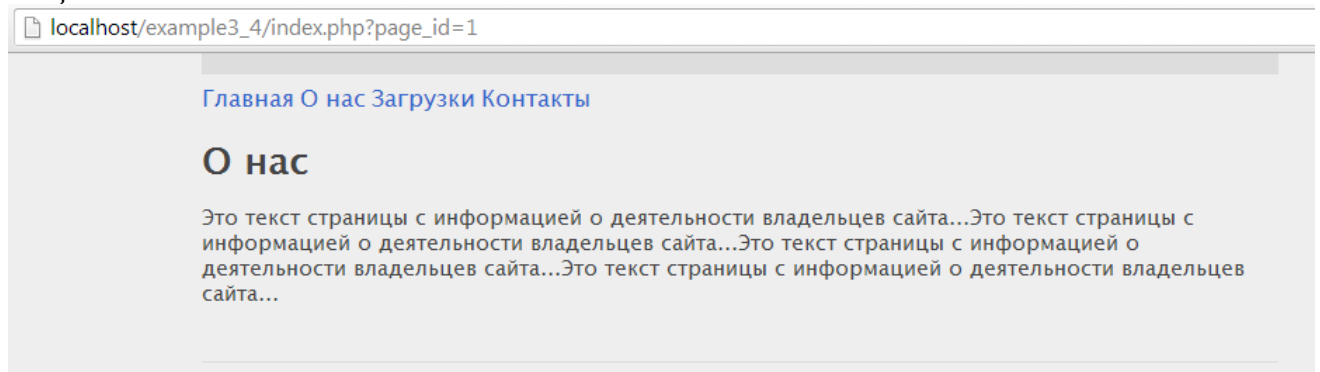 localhost/example3_4/index.php?page_id=1
Главная О нас Загрузки Контакты
О нас
Это текст страницы с информацией о деятельности владельцев сайта...Это текст страницы с
информацией о деятельности владельцев сайта...Это текст страницы с информацией о
деятельности владельцев сайта...Это текст страницы с информацией о деятельности владельцев
сайта...